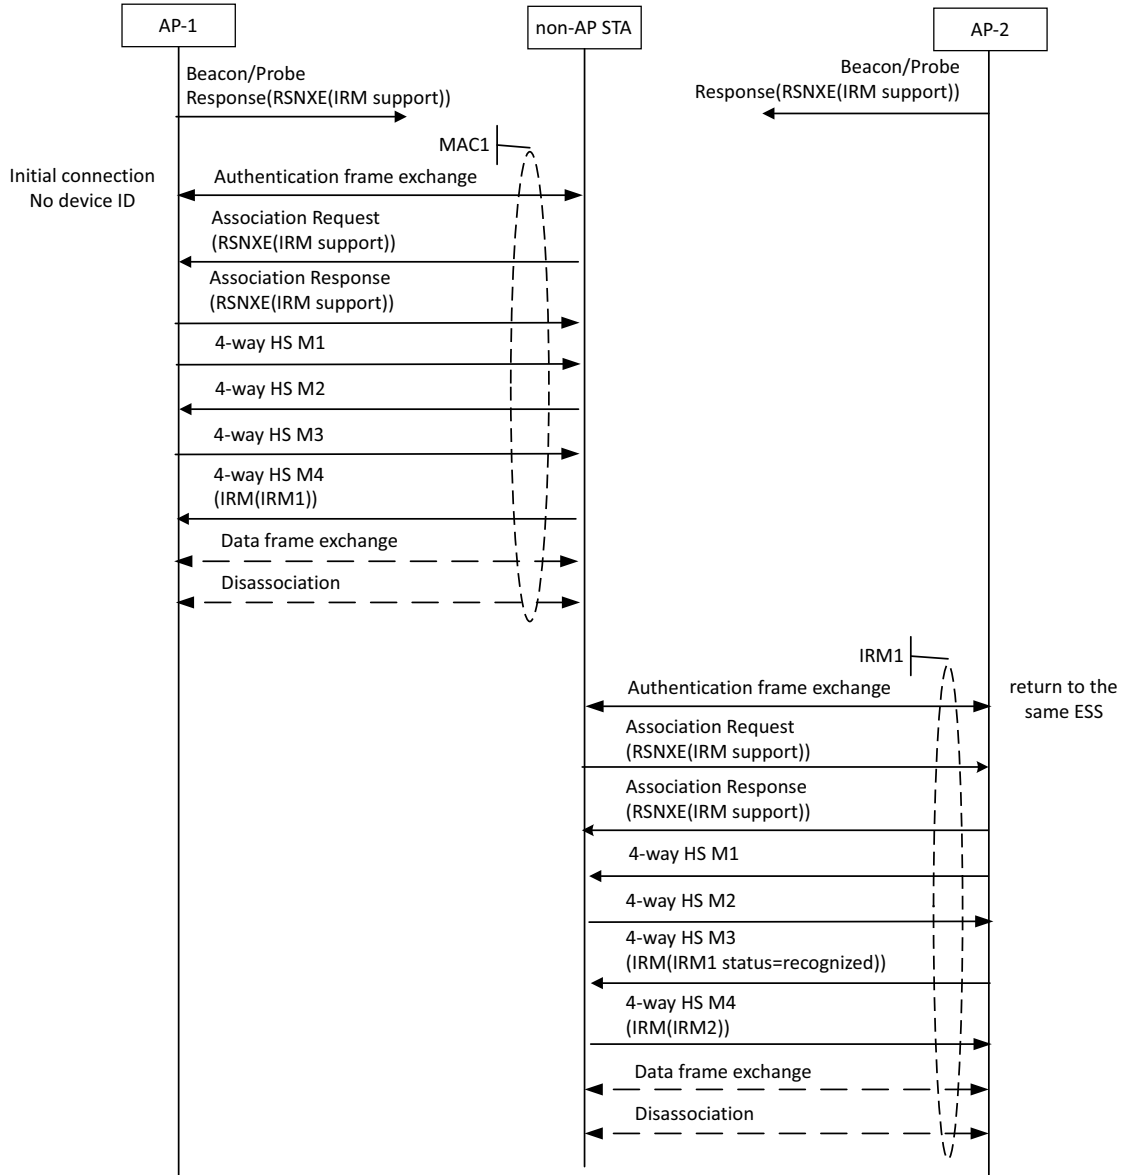 AP-1
non-AP STA
AP-2
Beacon/Probe
Response(RSNXE(IRM support))
Beacon/Probe
Response(RSNXE(IRM support))
MAC1
Initial connection
No device ID
Authentication frame exchange
Association Request
(RSNXE(IRM support))
Association Response
(RSNXE(IRM support))
4-way HS M1
4-way HS M2
4-way HS M3
4-way HS M4
(IRM(IRM1))
Data frame exchange
Disassociation
IRM1
Authentication frame exchange
return to the
same ESS
Association Request
(RSNXE(IRM support))
Association Response
(RSNXE(IRM support))
4-way HS M1
4-way HS M2
4-way HS M3
(IRM(IRM1 status=recognized))
4-way HS M4
(IRM(IRM2))
Data frame exchange
Disassociation